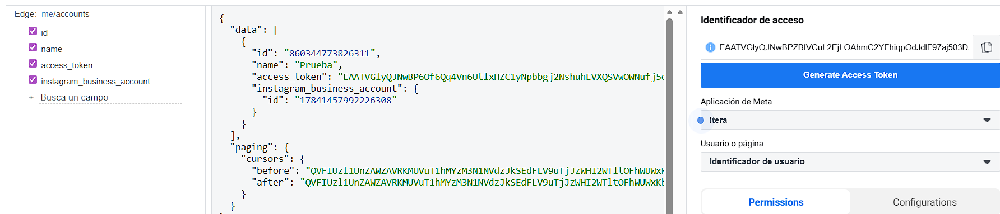 Edge: me/accounts
id
name
access_token
instagram_business_account
+ Busca un campo
{
"data": [
{
"id": "860344773826311",
"name": "Prueba",
"access_token": "EAATVGlyQJNwBP6Of6Qq4Vn6UtlxHZC1yNpbbgj2NshuhEVXQSVwOWNufj5
"instagram_business_account": {
"id": "17841457992226308"
}
}
],
"paging": {
"cursors": {
"before": "QVFIUzl1UnZAWZAVRKMUVuT1hMYzM3N1NVdzJkSEdFLV9uTjJzWHI2WTltOFhWUWxK
"after": "QVFIUzl1UnZAWZAVRKMUVuT1hMYzM3N1NVdzJkSEdFLV9uTjJzWHI2WTltOFhWUWxK
}
}
Identificador de acceso
EAATVGlyQJNwBPZBIVCuL2EjLOAhmC2YFhiqpOdJdlF97aj503D
Generate Access Token
Aplicación de Meta
itera
Usuario o página
Identificador de usuario
Permissions
Configurations